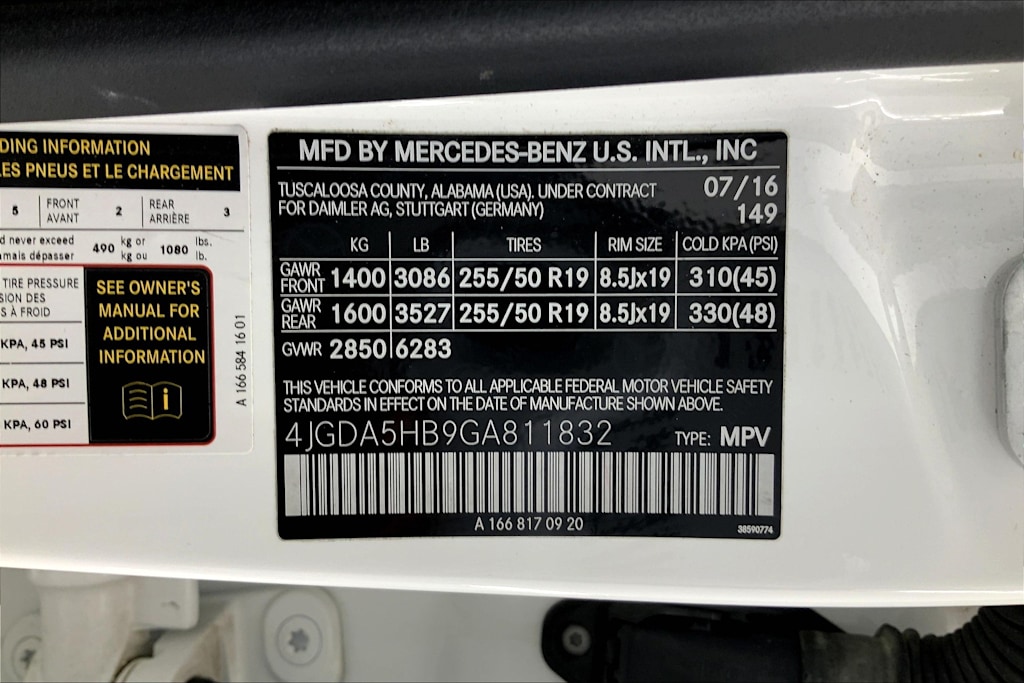 DING INFORMATION
ES PNEUS ET LE CHARGEMENT
5 FRONT AVANT 2 REAR ARRIÈRE 3
d never exceed
mais dépasser 490 kg or kg ou 1080 lbs. lb.
TIRE PRESSURE
SION DES
S À FROID
KPA, 45 PSI
KPA, 48 PSI
KPA, 60 PSI
SEE OWNER'S
MANUAL FOR
ADDITIONAL
INFORMATION
i
A 166 584 16 01
MFD BY MERCEDES-BENZ U.S. INTL., INC
TUSCALOOSA COUNTY, ALABAMA (USA). UNDER CONTRACT
FOR DAIMLER AG, STUTTGART (GERMANY)
07/16
149
KG LB TIRES RIM SIZE COLD KPA (PSI)
GAWR FRONT 1400 3086 255/50 R19 8.5Jx19 310(45)
GAWR REAR 1600 3527 255/50 R19 8.5Jx19 330(48)
GVWR 2850 6283
THIS VEHICLE CONFORMS TO ALL APPLICABLE FEDERAL MOTOR VEHICLE SAFETY
STANDARDS IN EFFECT ON THE DATE OF MANUFACTURE SHOWN ABOVE.
4JGDA5HB9GA811832 TYPE: MPV
A 166 817 09 20
38590774